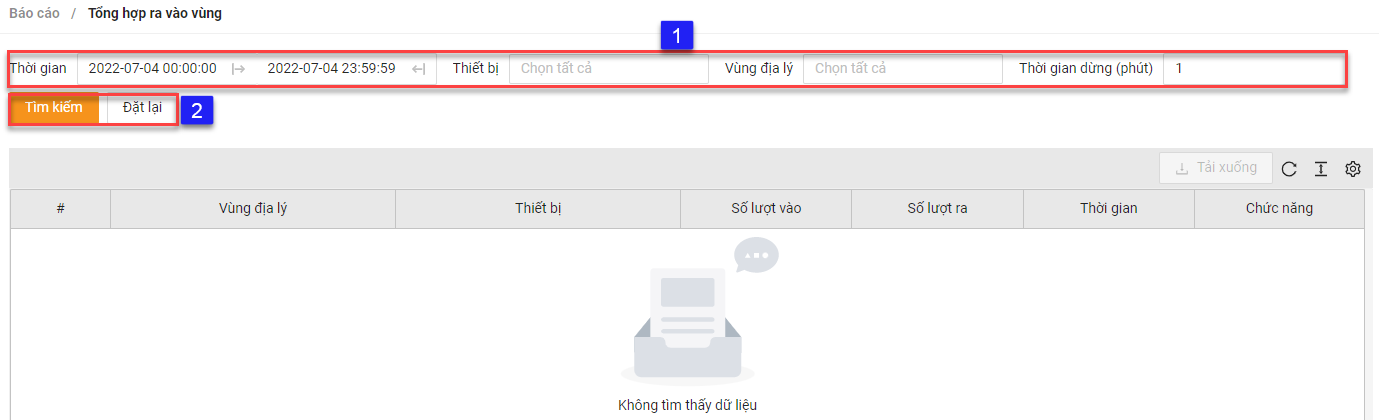 Báo cáo / Tổng hợp ra vào vùng
1
Thời gian 2022-07-04 00:00:00 2022-07-04 23:59:59 Thiết bị Chọn tất cả Vùng địa lý Chọn tất cả Thời gian dừng (phút) 1
Tìm kiếm Đặt lại 2
Tải xuống
# Vùng địa lý Thiết bị Số lượt vào Số lượt ra Thời gian Chức năng
Không tìm thấy dữ liệu